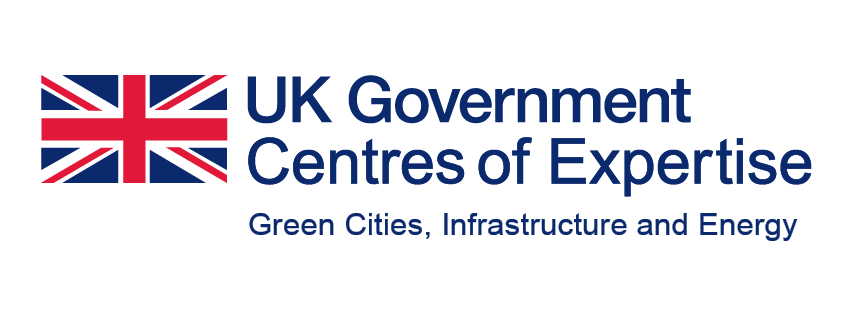 UK Government
Centres of Expertise
Green Cities, Infrastructure and Energy